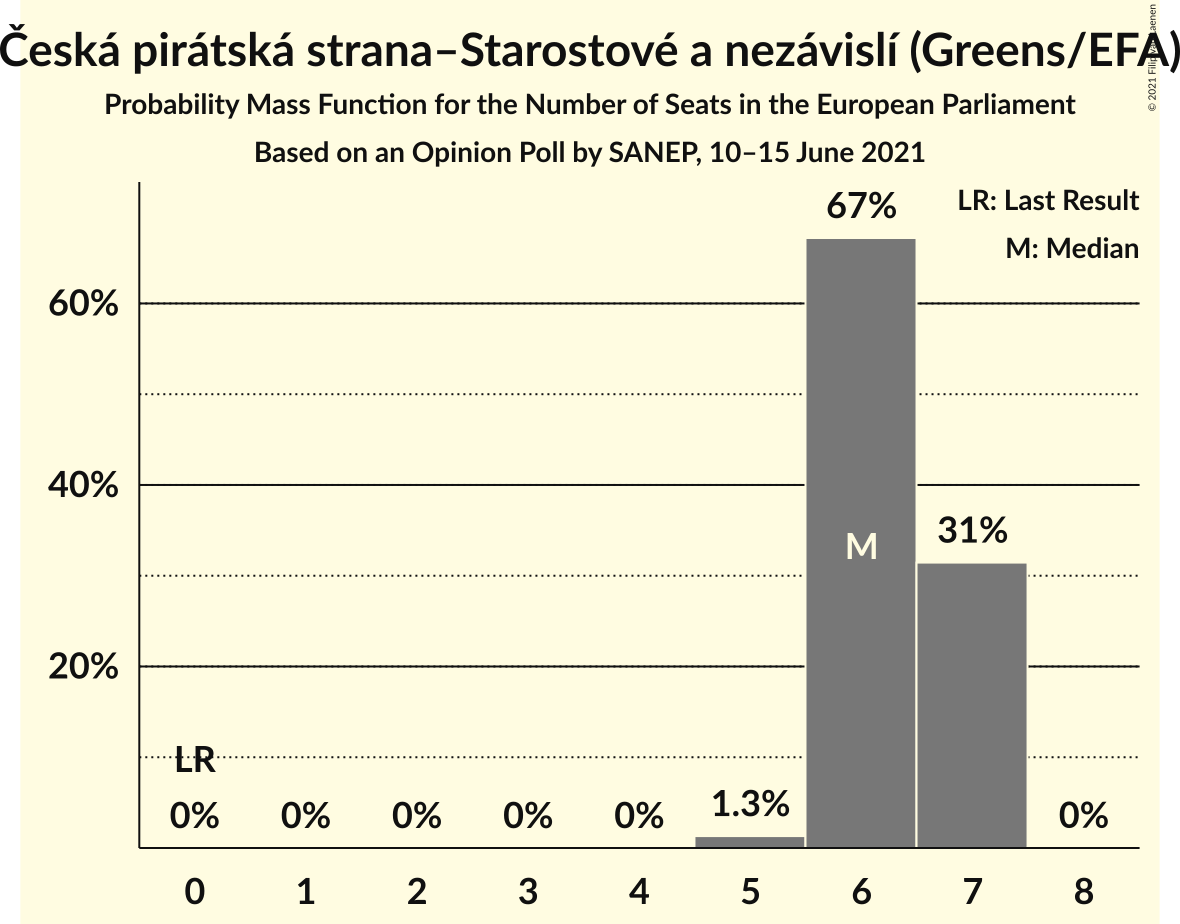 Česká pirátská strana–Starostové a nezávislí (Greens/EFA)
Probability Mass Function for the Number of Seats in the European Parliament
Based on an Opinion Poll by SANEP, 10–15 June 2021
© 2021 Filip
LR: Last Result
M: Median
67%
60%
40%
31%
M
20%
LR
0% 0% 0% 0% 0% 1.3% 0%
0 1 2 3 4 5 6 7 8